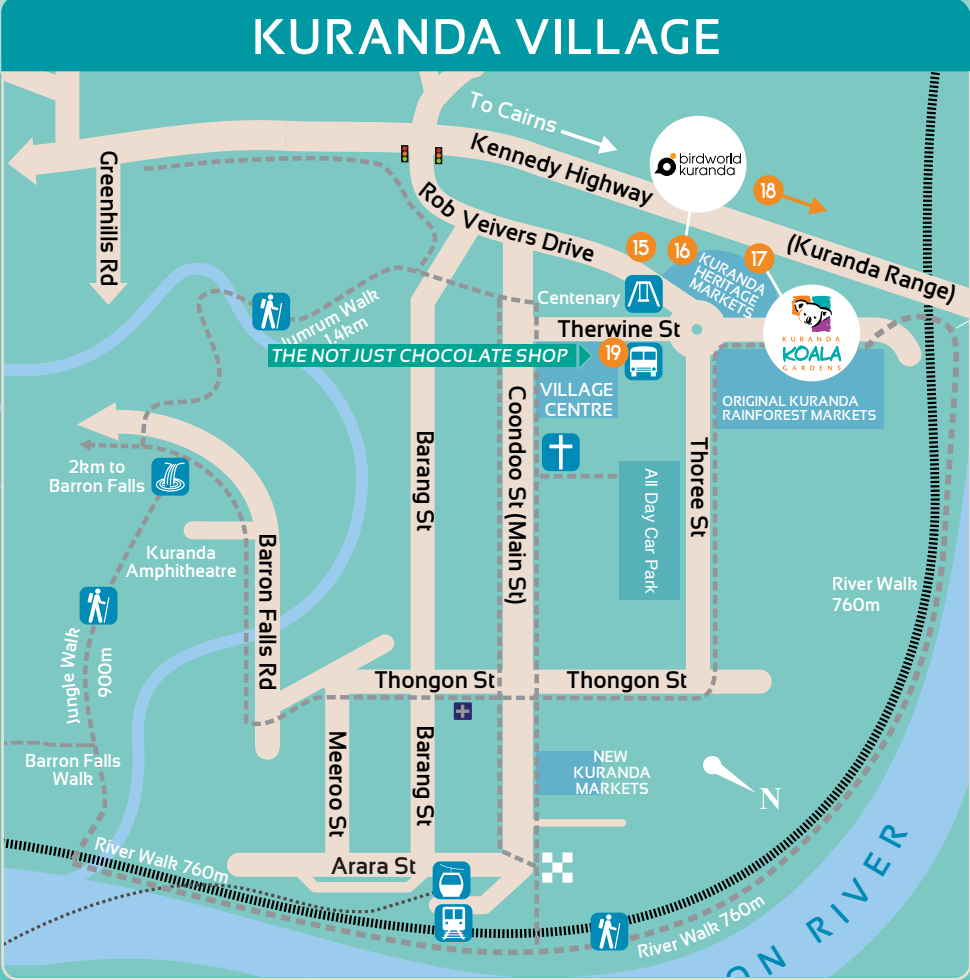 KURANDA VILLAGE
To Cairns
Kennedy Highway
birdworld
kuranda
18
Greenhills Rd
Rob Veivers Drive
15
16
17
(Kuranda Range)
KURANDA
HERITAGE
MARKETS
Centenary
Jumrum Walk
1.4km
Therwine St
THE NOT JUST CHOCOLATE SHOP
19
KURANDA
KOALA
GARDENS
VILLAGE
CENTRE
ORIGINAL KURANDA
RAINFOREST MARKETS
Barang St
Coondoo St (Main St)
Thoree St
All Day Car Park
2km to
Barron Falls
Kuranda
Amphitheatre
Barron Falls Rd
River Walk
760m
Jungle Walk
900m
Thongon St
Thongon St
Meeroo St
Barang St
Barron Falls
Walk
NEW
KURANDA
MARKETS
N
River Walk 760m
Arara St
River Walk 760m
ON RIVER